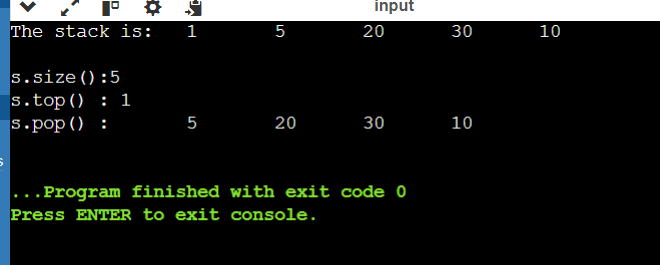 input
The stack is: 1 5 20 30 10
s.size():5
s.top() : 1
s.pop() : 5 20 30 10
s
...Program finished with exit code 0
Press ENTER to exit console.